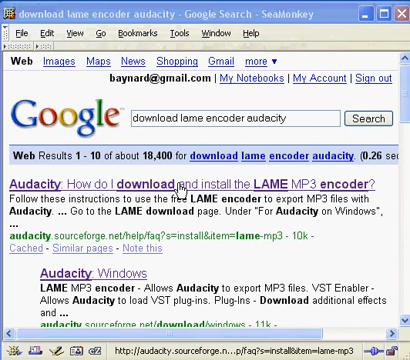 download lame encoder audacity - Google Search - SeaMonkey
File Edit View Go Bookmarks Tools Window Help
Web Images Maps News Shopping Gmail more ▼
baynard@gmail.com | My Notebooks | My Account | Sign out
Google
download lame encoder audacity Search
Web Results 1 - 10 of about 18,400 for download lame encoder audacity. (0.26 sec
Audacity: How do I download and install the LAME MP3 encoder?
Follow these instructions to use the free LAME encoder to export MP3 files with
Audacity. ... Go to the LAME download page. Under "For Audacity on Windows",
...
audacity.sourceforge.net/help/faq?s=install&item=lame-mp3 - 10k -
Cached - Similar pages - Note this
Audacity: Windows
LAME MP3 encoder - Allows Audacity to export MP3 files. VST Enabler -
Allows Audacity to load VST plug-ins. Plug-Ins - Download additional effects
and ...
audacity.sourceforge.net/download/windows - 11k -
http://audacity.sourceforge.n...p/faq?s=install&item=lame-mp3